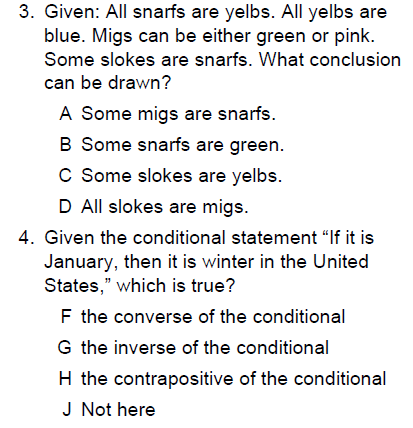 3. Given: All snarfs are yelbs. All yelbs are
blue. Migs can be either green or pink.
Some slokes are snarfs. What conclusion
can be drawn?
A Some migs are snarfs.
B Some snarfs are green.
C Some slokes are yelbs.
D All slokes are migs.
4. Given the conditional statement “If it is
January, then it is winter in the United
States,” which is true?
F the converse of the conditional
G the inverse of the conditional
H the contrapositive of the conditional
J Not here